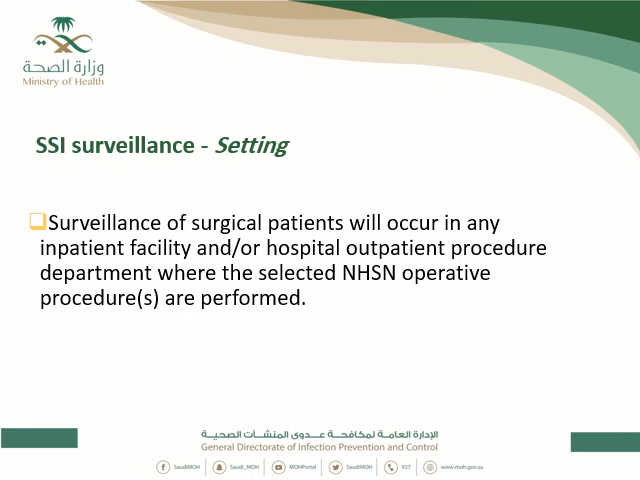 وزارة الصحة
Ministry of Health
SSI surveillance - Setting
Surveillance of surgical patients will occur in any
inpatient facility and/or hospital outpatient procedure
department where the selected NHSN operative
procedure(s) are performed.
الإدارة العامة لمكافحة عدوى المنشآت الصحية
General Directorate of Infection Prevention and Control
SaudiMOH | Saudi_MOH | MOHPortal | SaudiMOH | 937 | www.moh.gov.sa